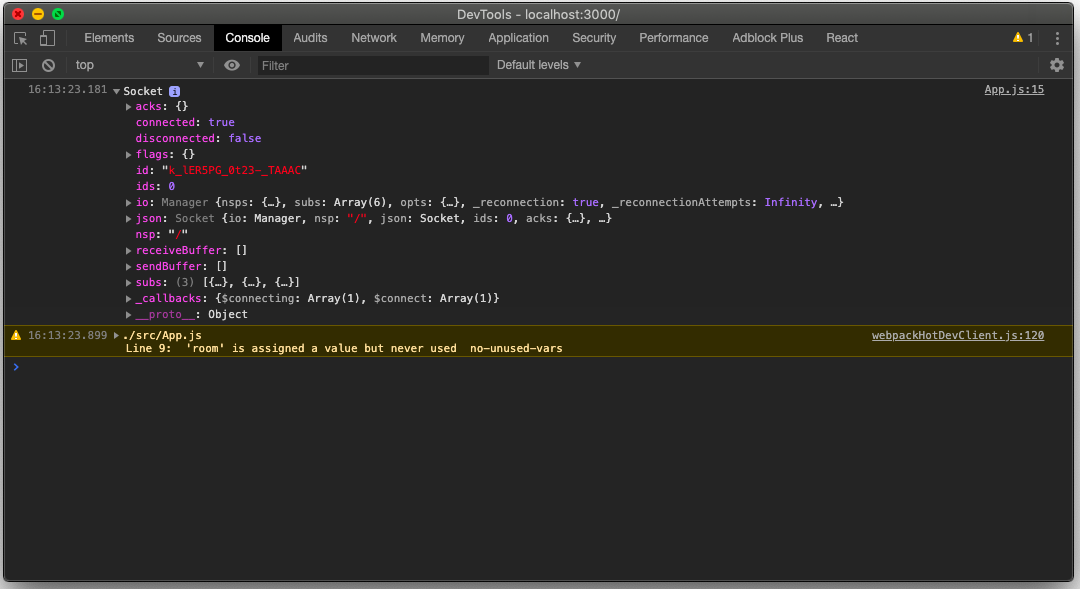 DevTools - localhost:3000/
Elements Sources Console Audits Network Memory Application Security Performance Adblock Plus React 1
top Filter Default levels
16:13:23.181 Socket i App.js:15
acks: {}
connected: true
disconnected: false
flags: {}
id: "k_lER5PG_0t23-_TAAAC"
ids: 0
io: Manager {nsps: {…}, subs: Array(6), opts: {…}, _reconnection: true, _reconnectionAttempts: Infinity, …}
json: Socket {io: Manager, nsp: "/", json: Socket, ids: 0, acks: {…}, …}
nsp: "/"
receiveBuffer: []
sendBuffer: []
subs: (3) [{…}, {…}, {…}]
_callbacks: {$connecting: Array(1), $connect: Array(1)}
__proto__: Object
16:13:23.899 ./src/App.js webpackHotDevClient.js:120
Line 9:  'room' is assigned a value but never used  no-unused-vars